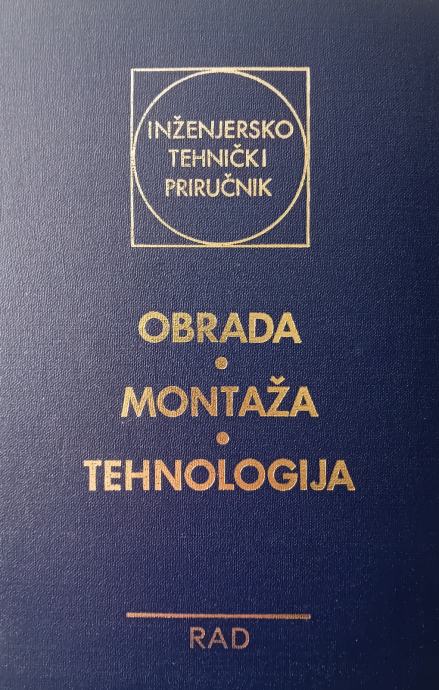 INŽENJERSKO
TEHNIČKI
PRIRUČNIK
OBRADA
•
MONTAŽA
•
TEHNOLOGIJA
RAD